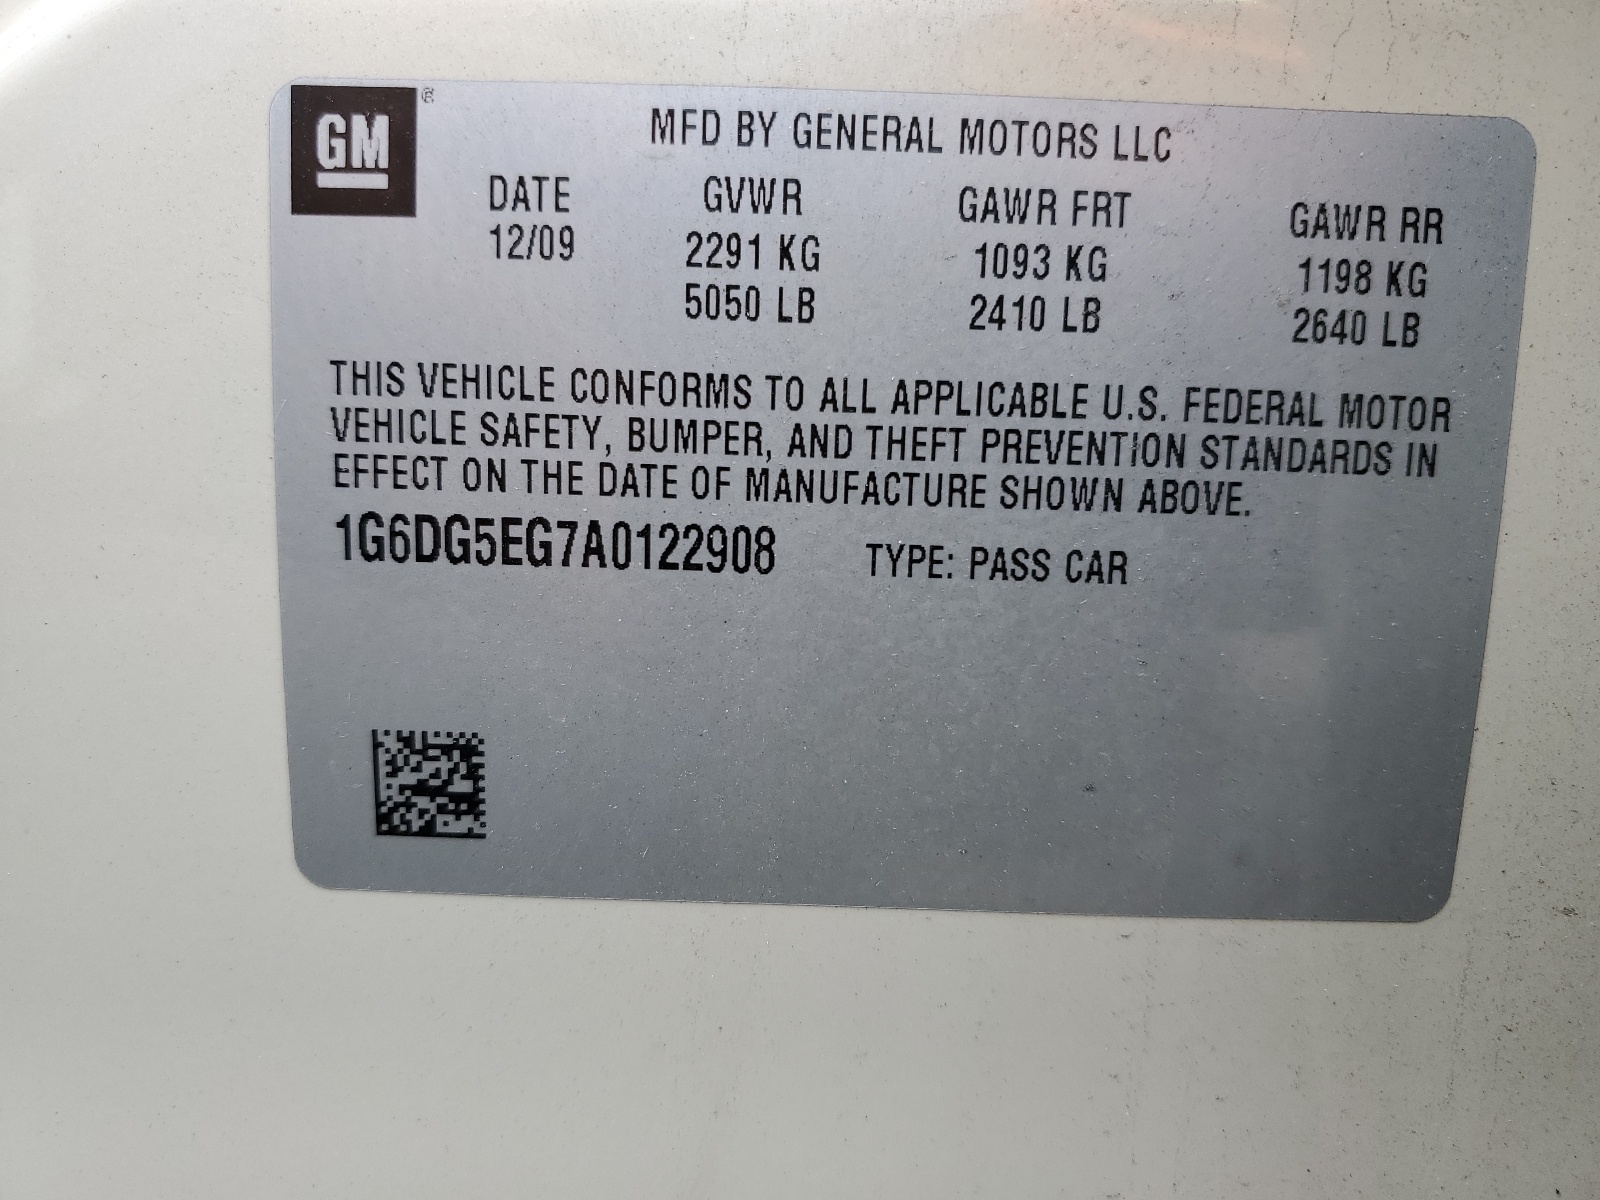 GM ®
MFD BY GENERAL MOTORS LLC
DATE GVWR GAWR FRT GAWR RR
12/09 2291 KG 1093 KG 1198 KG
5050 LB 2410 LB 2640 LB
THIS VEHICLE CONFORMS TO ALL APPLICABLE U.S. FEDERAL MOTOR
VEHICLE SAFETY, BUMPER, AND THEFT PREVENTION STANDARDS IN
EFFECT ON THE DATE OF MANUFACTURE SHOWN ABOVE.
1G6DG5EG7A0122908 TYPE: PASS CAR